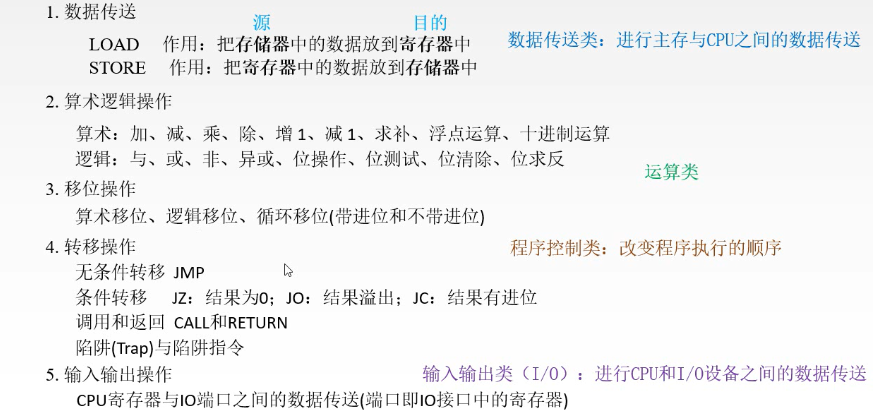 1. 数据传送
源 目的
LOAD 作用：把存储器中的数据放到寄存器中 数据传送类：进行主存与CPU之间的数据传送
STORE 作用：把寄存器中的数据放到存储器中
2. 算术逻辑操作
算术：加、减、乘、除、增 1、减 1、求补、浮点运算、十进制运算
逻辑：与、或、非、异或、位操作、位测试、位清除、位求反
运算类
3. 移位操作
算术移位、逻辑移位、循环移位(带进位和不带进位)
4. 转移操作 程序控制类：改变程序执行的顺序
无条件转移 JMP
条件转移 JZ：结果为0；JO：结果溢出；JC：结果有进位
调用和返回 CALL和RETURN
陷阱(Trap)与陷阱指令
5. 输入输出操作 输入输出类（I/O）：进行CPU和I/O设备之间的数据传送
CPU寄存器与IO端口之间的数据传送(端口即IO接口中的寄存器)